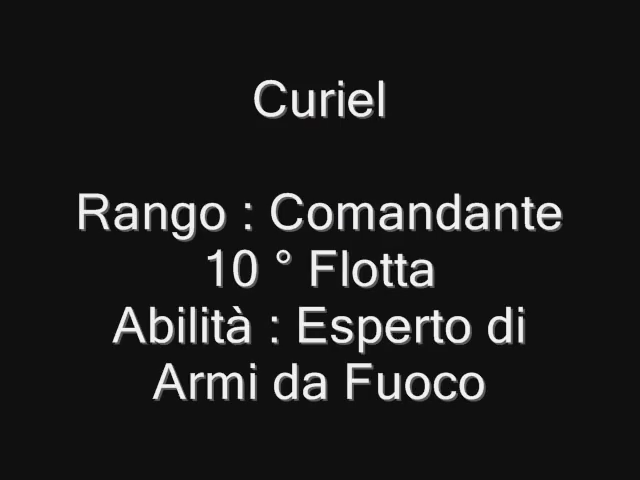 Curiel
Rango : Comandante
10 ° Flotta
Abilità : Esperto di
Armi da Fuoco